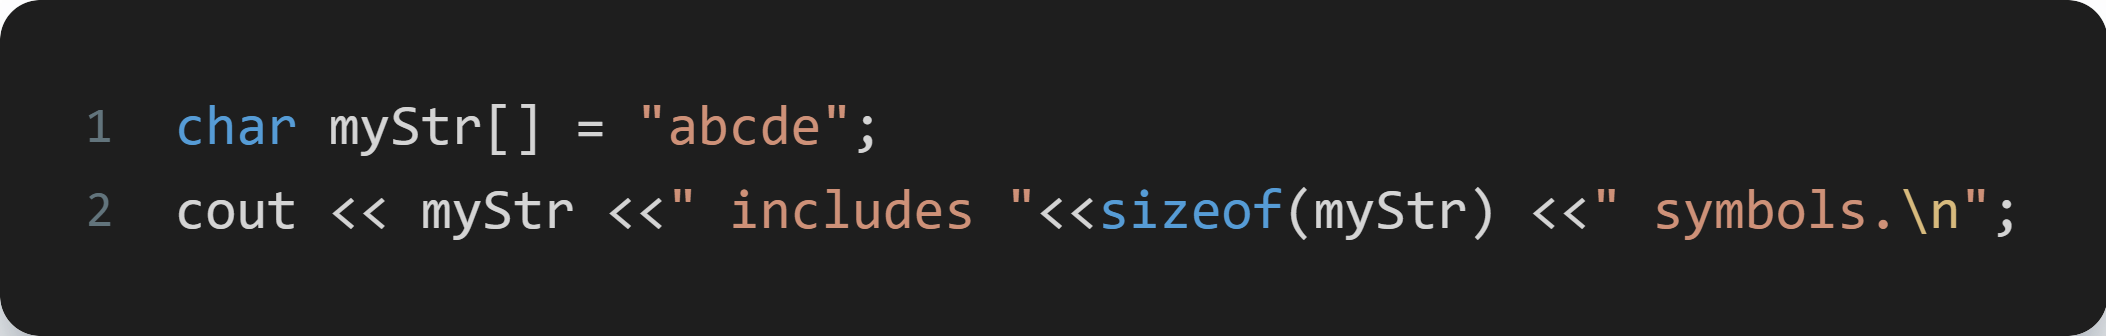 1 char myStr[] = "abcde";
2 cout << myStr <<" includes "<<sizeof(myStr) <<" symbols.\n";